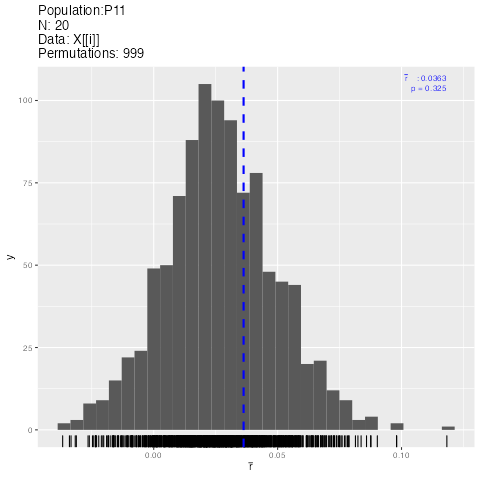 Population:P11
N: 20
Data: X[[i]]
Permutations: 999
r̅ : 0.0363
p = 0.325
100
75
50
25
0
y
0.00 0.05 0.10
r̅